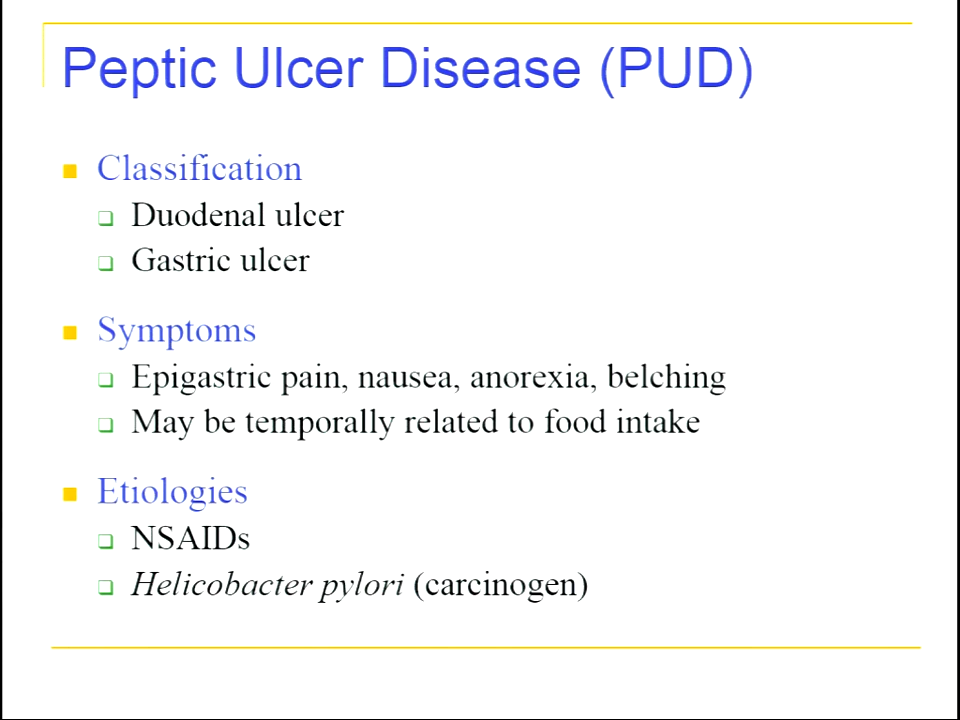 Peptic Ulcer Disease (PUD)
Classification
Duodenal ulcer
Gastric ulcer
Symptoms
Epigastric pain, nausea, anorexia, belching
May be temporally related to food intake
Etiologies
NSAIDs
Helicobacter pylori (carcinogen)